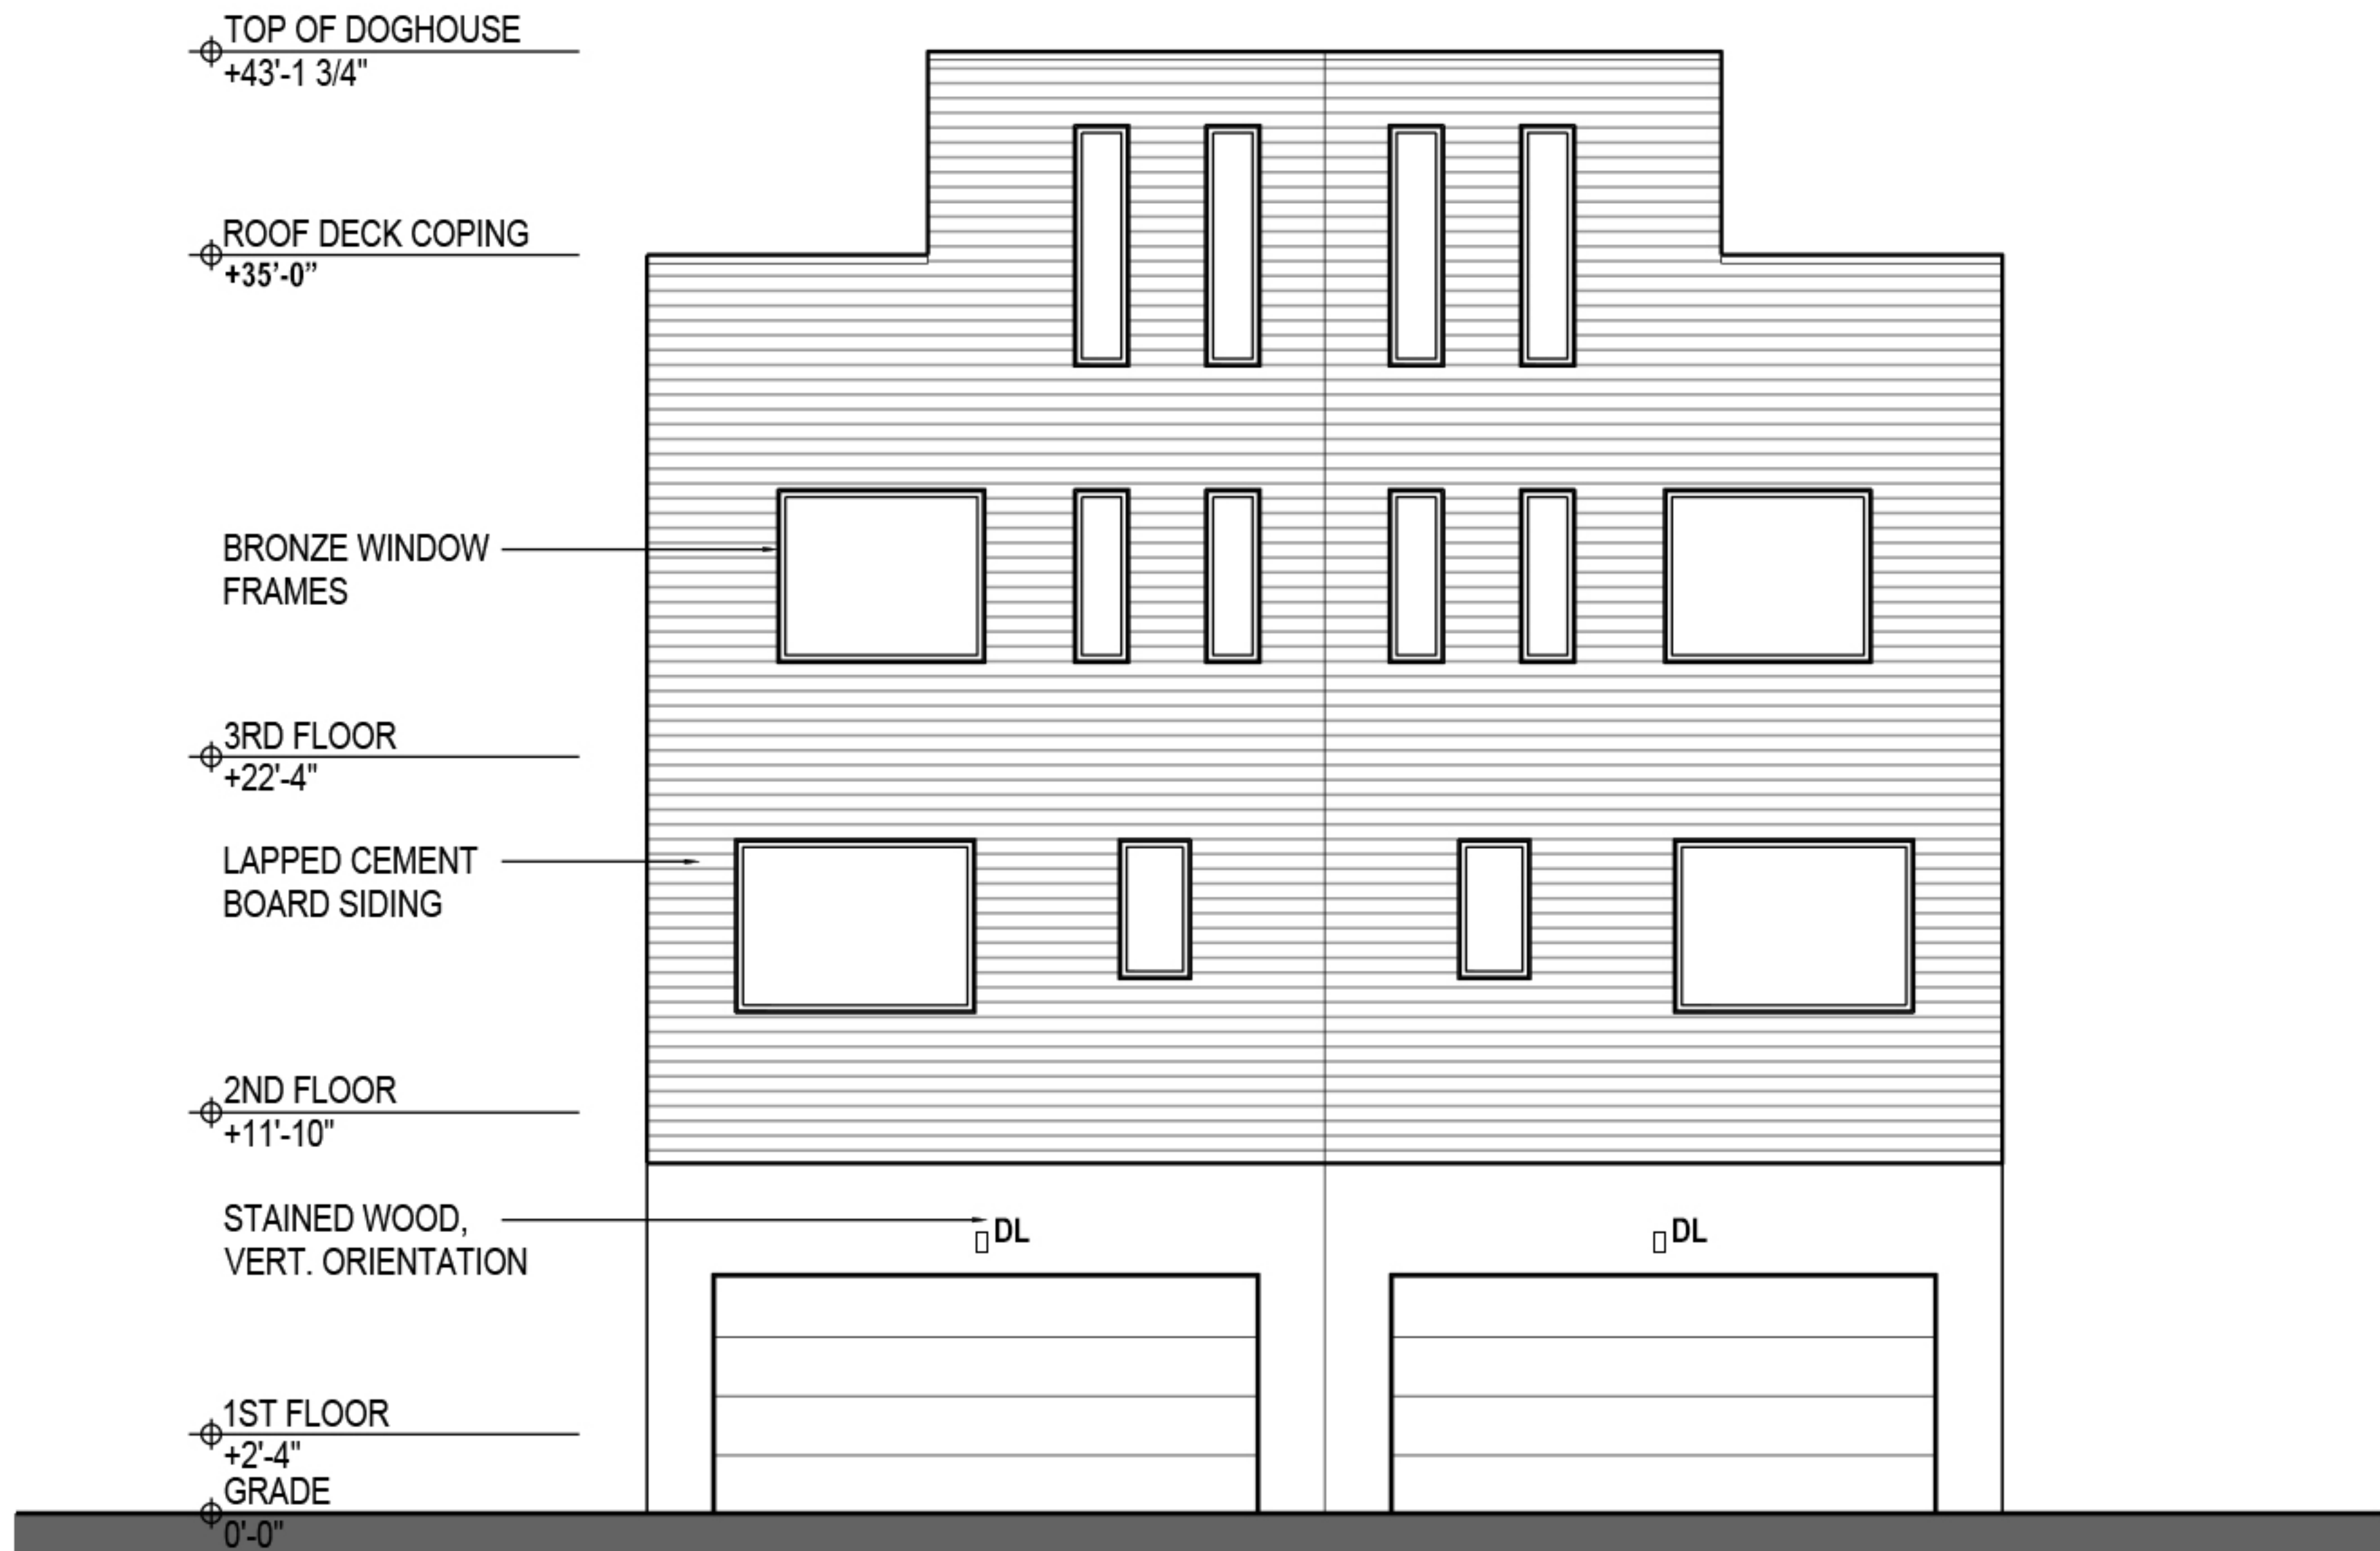 TOP OF DOGHOUSE
+43'-1 3/4"
ROOF DECK COPING
+35’-0”
BRONZE WINDOW
FRAMES
3RD FLOOR
+22'-4"
LAPPED CEMENT
BOARD SIDING
2ND FLOOR
+11'-10"
STAINED WOOD,
VERT. ORIENTATION
DL
DL
1ST FLOOR
+2'-4"
GRADE
0'-0"